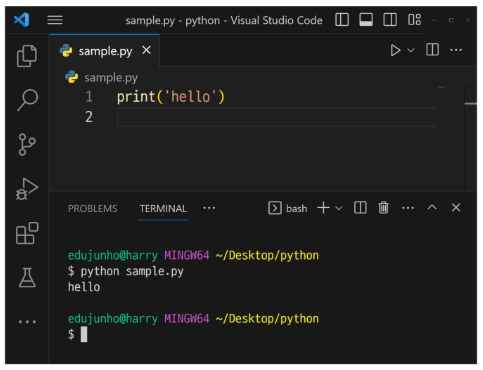 sample.py - python - Visual Studio Code
sample.py
sample.py
1 print('hello')
2
PROBLEMS TERMINAL ... bash
edujunho@harry MINGW64 ~/Desktop/python
$ python sample.py
hello
edujunho@harry MINGW64 ~/Desktop/python
$